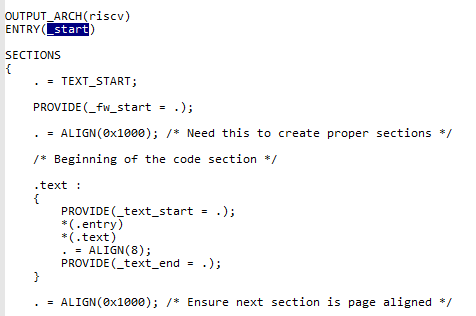 OUTPUT_ARCH(riscv)
ENTRY(_start)
SECTIONS
{
. = TEXT_START;
PROVIDE(_fw_start = .);
. = ALIGN(0x1000); /* Need this to create proper sections */
/* Beginning of the code section */
.text :
{
PROVIDE(_text_start = .);
*(.entry)
*(.text)
. = ALIGN(8);
PROVIDE(_text_end = .);
}
. = ALIGN(0x1000); /* Ensure next section is page aligned */